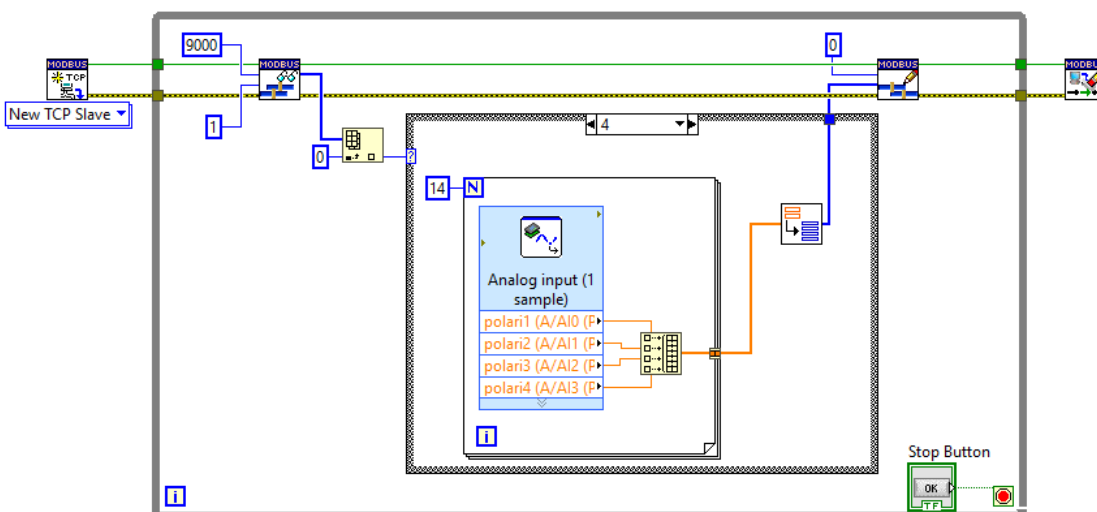 9000
0
MODBUS
TCP
MODBUS
MODBUS
MODBUS
New TCP Slave
1
0
?
4
14
N
Analog input (1
sample)
polari1 (A/AI0 (
polari2 (A/AI1 (
polari3 (A/AI2 (
polari4 (A/AI3 (
i
Stop Button
OK
TF
i